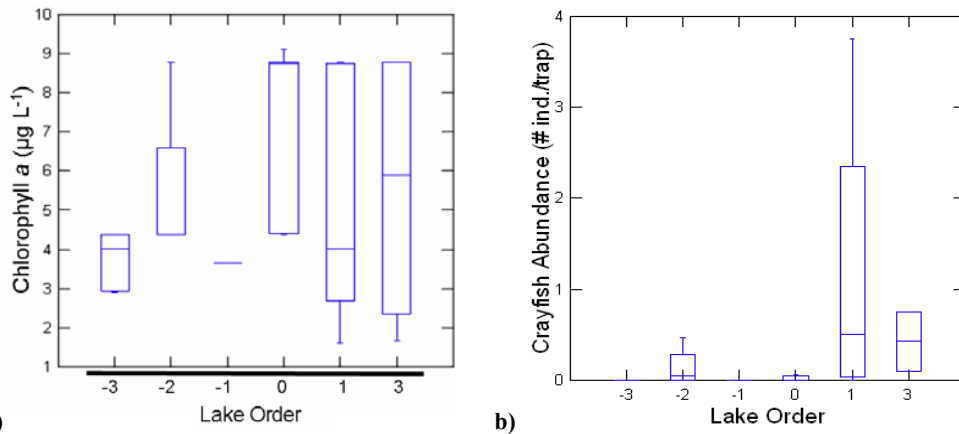 10
9
8
7
6
5
4
3
2
1
Chlorophyll a (µg L-1)
-3 -2 -1 0 1 3
Lake Order
)
4
3
2
1
0
Crayfish Abundance (# ind./trap)
-3 -2 -1 0 1 3
b) Lake Order